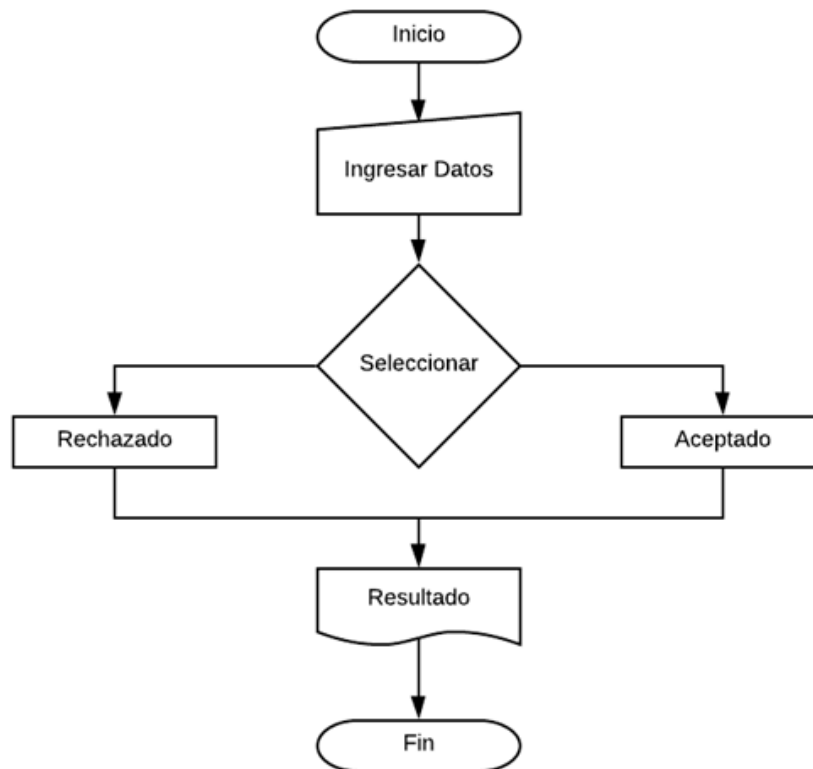 Inicio
Ingresar Datos
Seleccionar
Rechazado
Aceptado
Resultado
Fin